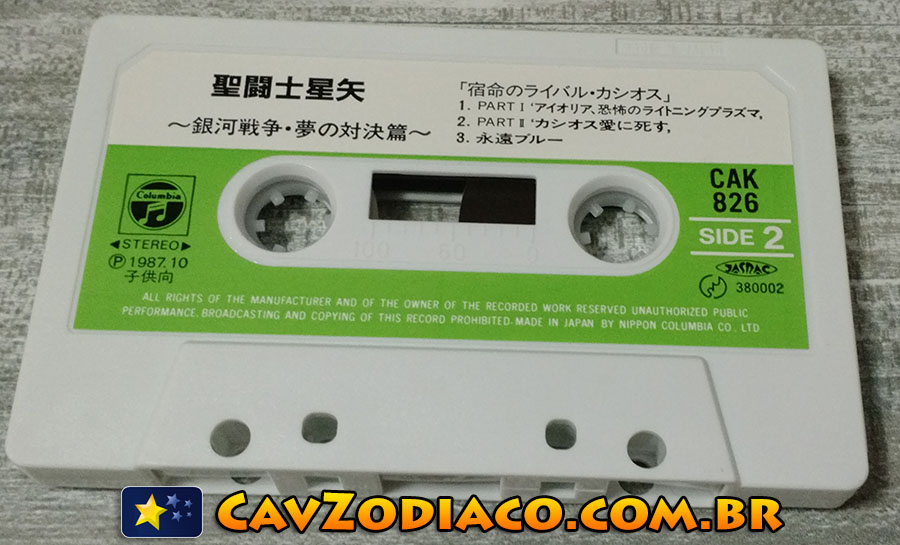 聖闘士星矢
～銀河戦争・夢の対決篇～
「宿命のライバル・カシオス」
1. PART Ⅰ ‘アイオリア、恐怖のライトニングプラズマ,
2. PART Ⅱ ‘カシオス愛に死す,
3. 永遠ブルー
Columbia
◀STEREO▶
Ⓟ1987.10
子供向
100 50 0
CAK
826
SIDE 2
JASRAC
380002
ALL RIGHTS OF THE MANUFACTURER AND OF THE OWNER OF THE RECORDED WORK RESERVED UNAUTHORIZED PUBLIC
PERFORMANCE. BROADCASTING AND COPYING OF THIS RECORD PROHIBITED. MADE IN JAPAN BY NIPPON COLUMBIA CO., LTD.
CAVZODIACO.COM.BR